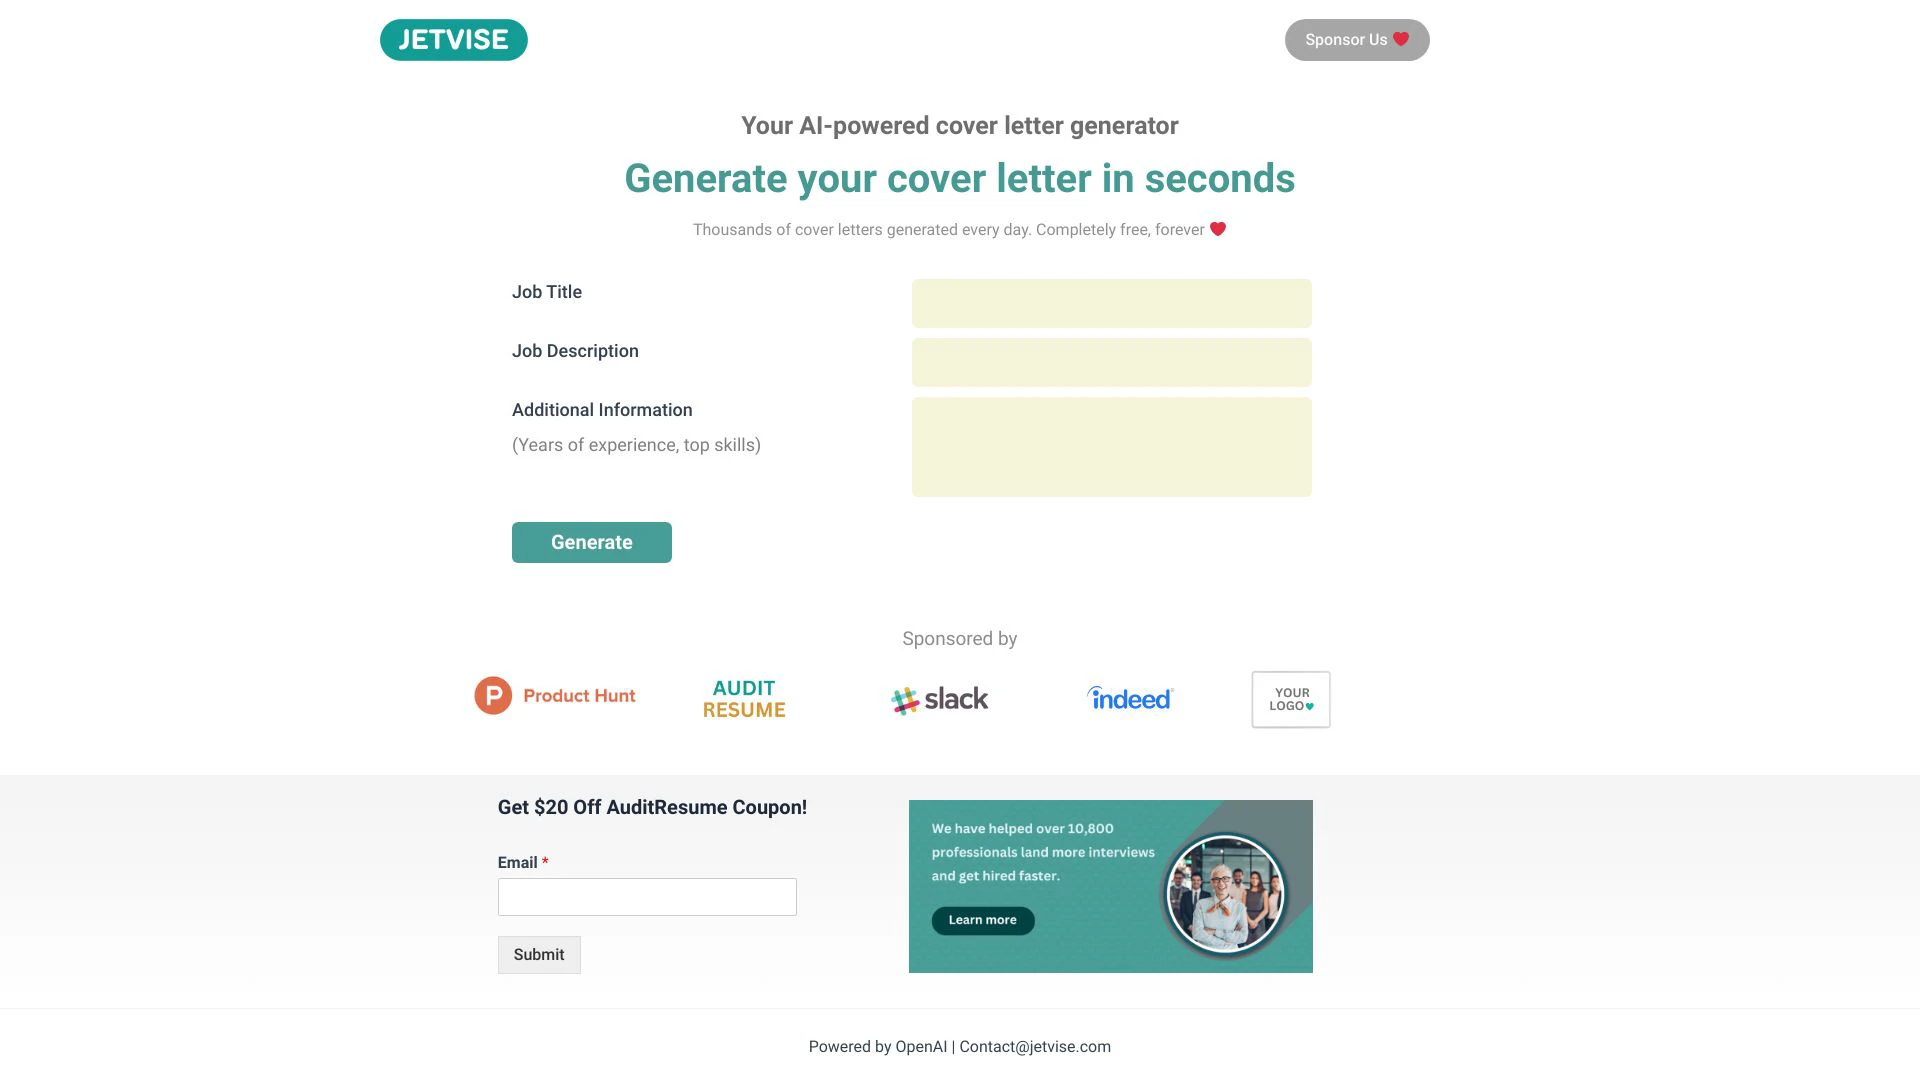 JETVISE
Sponsor Us
Your AI-powered cover letter generator
Generate your cover letter in seconds
Thousands of cover letters generated every day. Completely free, forever
Job Title
Job Description
Additional Information
(Years of experience, top skills)
Generate
Sponsored by
P Product Hunt
AUDIT
RESUME
slack
indeed
YOUR
LOGO
Get $20 Off AuditResume Coupon!
Email *
Submit
We have helped over 10,800
professionals land more interviews
and get hired faster.
Learn more
Powered by OpenAI | Contact@jetvise.com